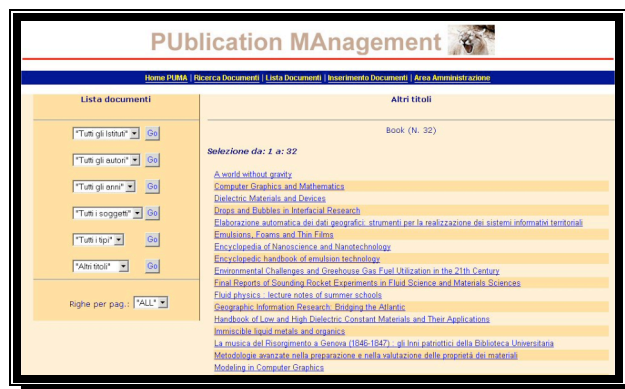 PUblication MAnagement
Home PUMA | Ricerca Documenti | Lista Documenti | Inserimento Documenti | Area Amministrazione
Lista documenti
"Tutti gli Istituti" Go
"Tutti gli autori" Go
"Tutti gli anni" Go
"Tutti i soggetti" Go
"Tutti i tipi" Go
"Altri titoli" Go
Righe per pag.: "ALL"
Altri titoli
Book (N. 32)
Selezione da: 1 a: 32
A world without gravity
Computer Graphics and Mathematics
Dielectric Materials and Devices
Drops and Bubbles in Interfacial Research
Elaborazione automatica dei dati geografici: strumenti per la realizzazione dei sistemi informativi territoriali
Emulsions, Foams and Thin Films
Encyclopedia of Nanoscience and Nanotechnology
Encyclopedic handbook of emulsion technology
Environmental Challenges and Greehouse Gas Fuel Utilization in the 21th Century
Final Reports of Sounding Rocket Experiments in Fluid Science and Materials Sciences
Fluid physics : lecture notes of summer schools
Geographic Information Research: Bridging the Atlantic
Handbook of Low and High Dielectric Constant Materials and Their Applications
Immiscible liquid metals and organics
La musica del Risorgimento a Genova (1846-1847) : gli Inni patriottici della Biblioteca Universitaria
Metodologie avanzate nella preparazione e nella valutazione delle proprietá dei materiali
Modeling in Computer Graphics